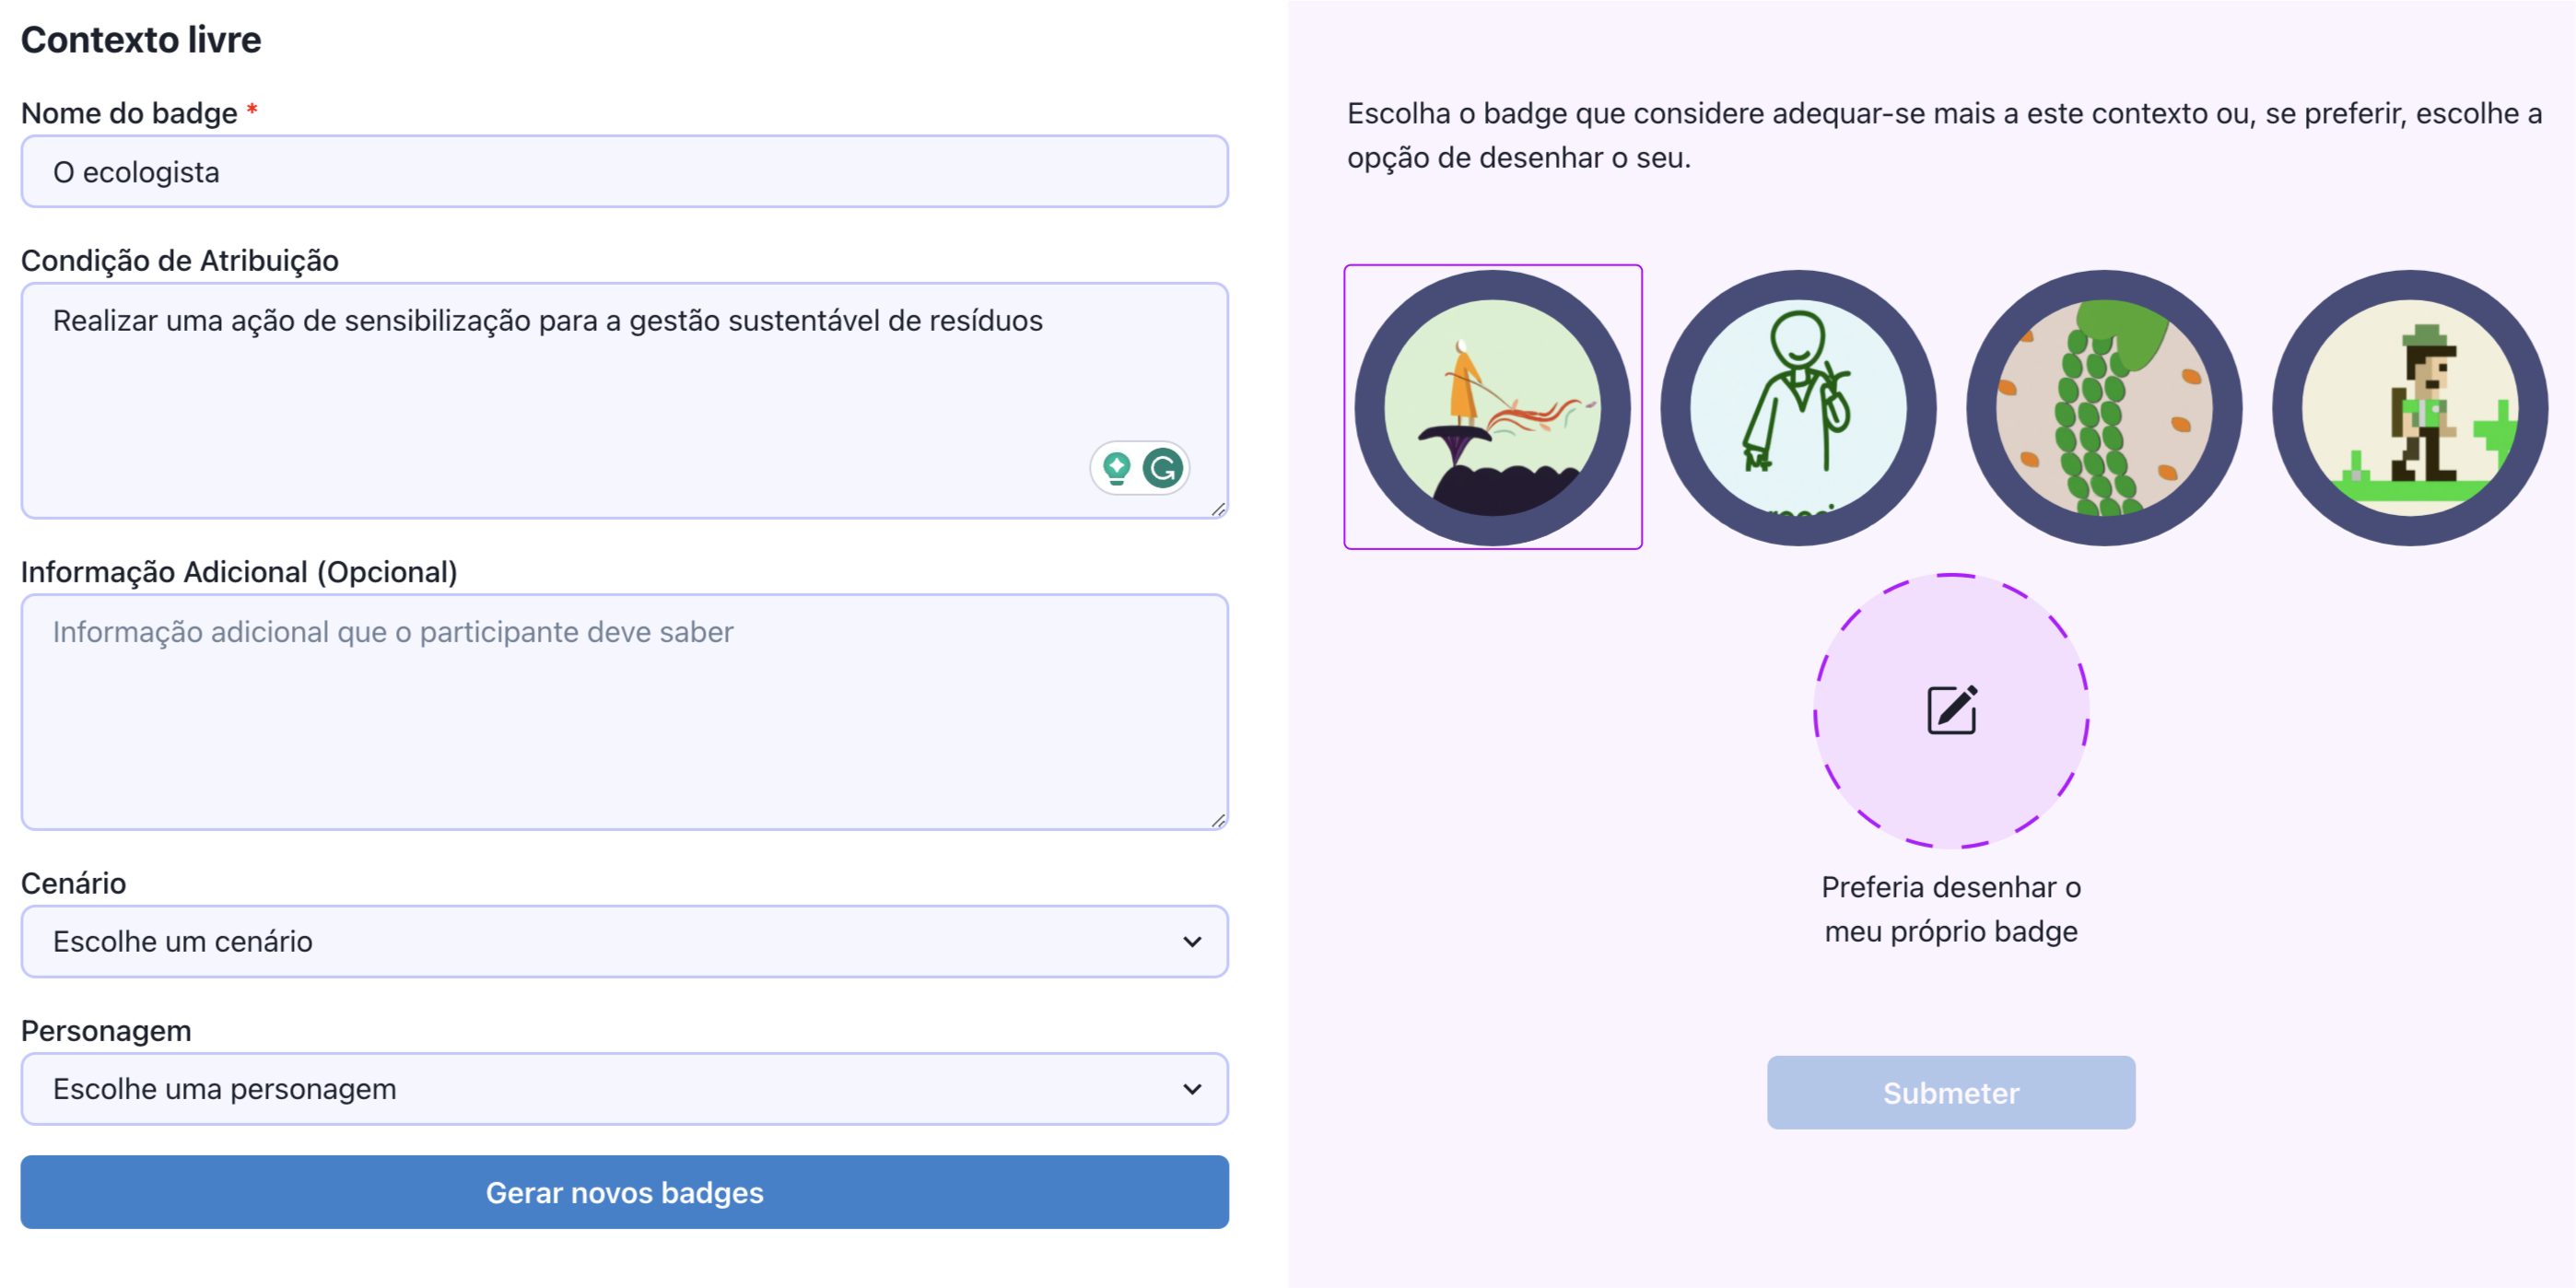 Contexto livre
Nome do badge *
O ecologista
Condição de Atribuição
Realizar uma ação de sensibilização para a gestão sustentável de resíduos
Informação Adicional (Opcional)
Informação adicional que o participante deve saber
Cenário
Escolhe um cenário
Personagem
Escolhe uma personagem
Gerar novos badges
Escolha o badge que considere adequar-se mais a este contexto ou, se preferir, escolhe a
opção de desenhar o seu.
Preferia desenhar o
meu próprio badge
Submeter